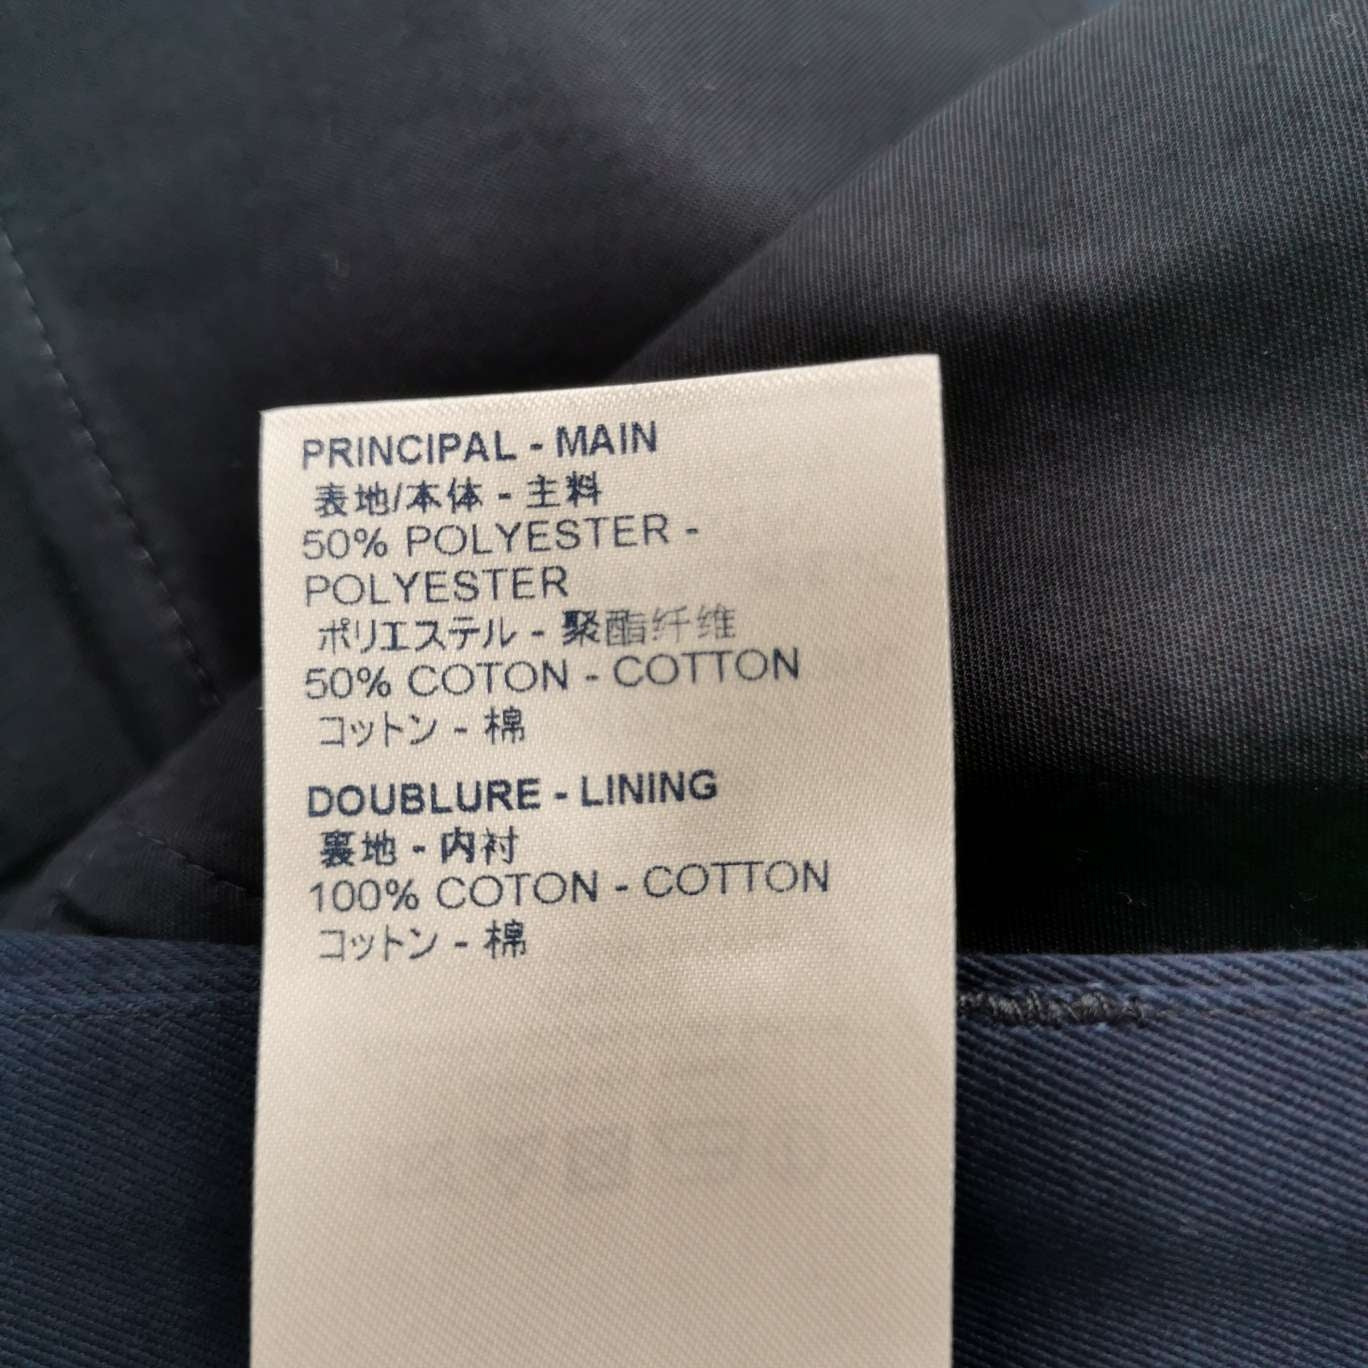 PRINCIPAL - MAIN
表地/本体 - 主料
50% POLYESTER -
POLYESTER
ポリエステル - 聚酯纤维
50% COTON - COTTON
コットン - 棉
DOUBLURE - LINING
裏地 - 内衬
100% COTON - COTTON
コットン - 棉